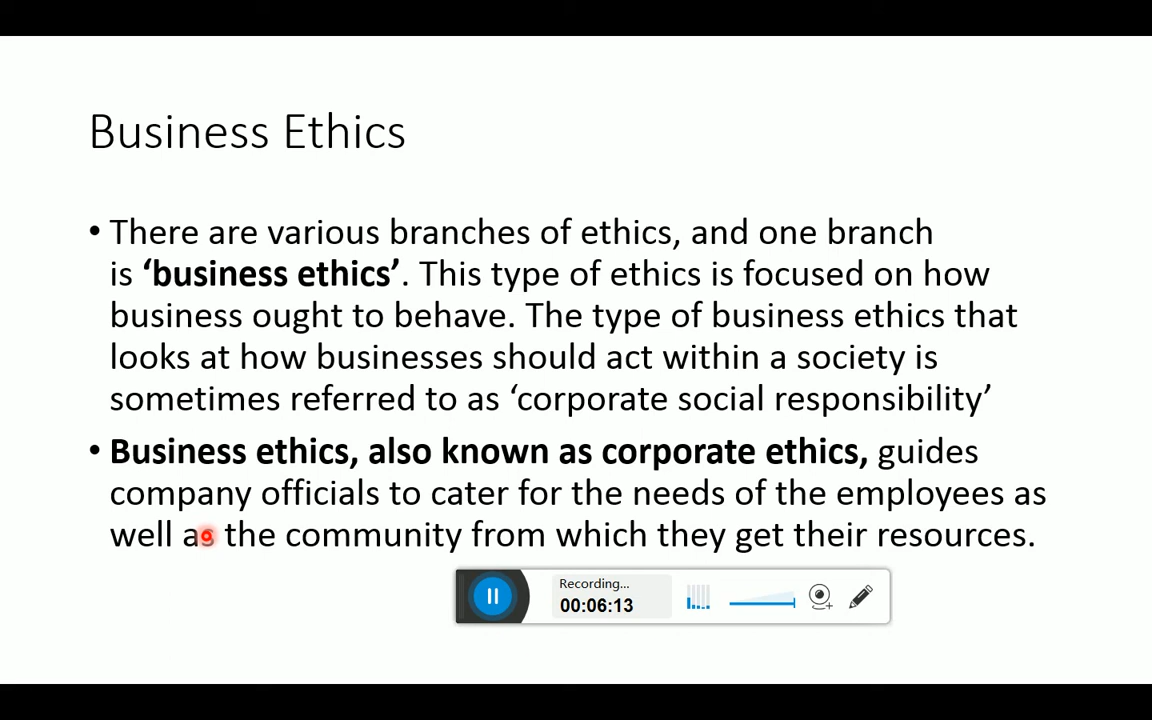 Business Ethics
• There are various branches of ethics, and one branch
is ‘business ethics’. This type of ethics is focused on how
business ought to behave. The type of business ethics that
looks at how businesses should act within a society is
sometimes referred to as ‘corporate social responsibility’
• Business ethics, also known as corporate ethics, guides
company officials to cater for the needs of the employees as
well as the community from which they get their resources.
Recording...
00:06:13